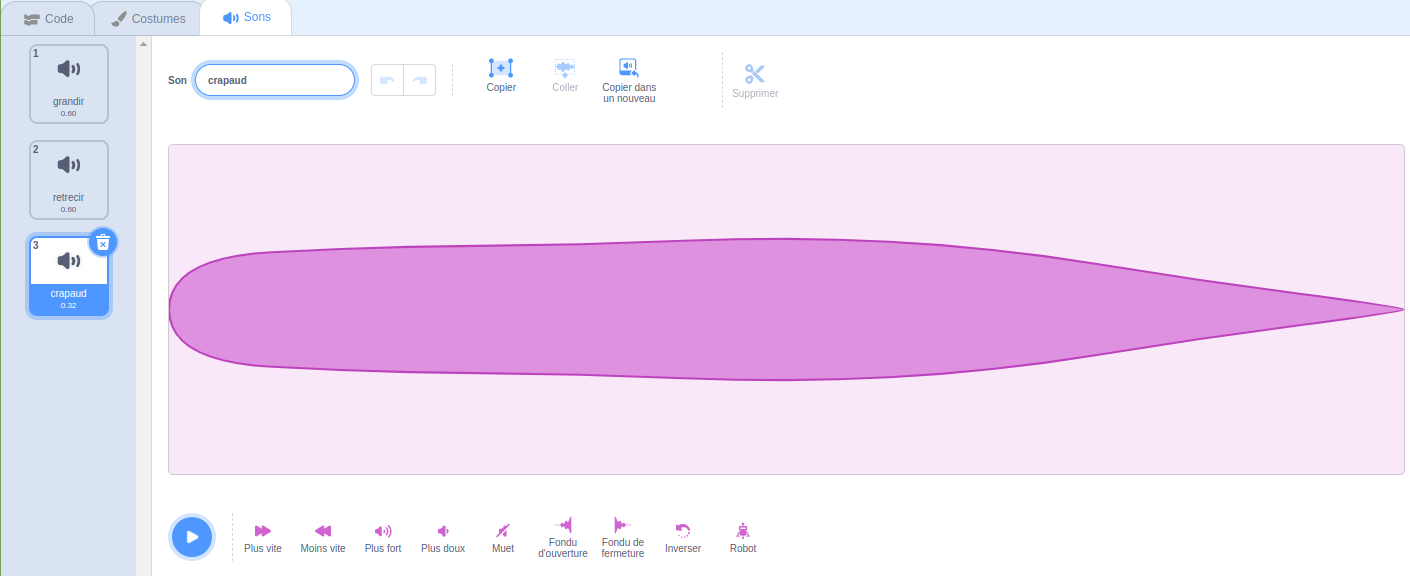 Code
Costumes
Sons
1
grandir
0.60
2
retrecir
0.60
3
crapaud
0.32
Son
crapaud
Copier
Coller
Copier dans
un nouveau
Supprimer
Plus vite
Moins vite
Plus fort
Plus doux
Muet
Fondu
d'ouverture
Fondu de
fermeture
Inverser
Robot